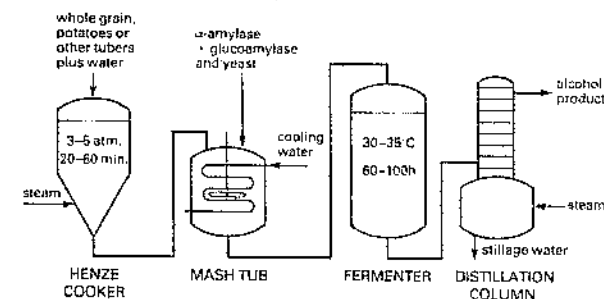 whole grain,
potatoes or
other tubers
plus water
3–6 atm.
20–60 min.
steam
HENZE
COOKER
α-amylase
+ glucoamylase
and yeast
cooling
water
MASH TUB
30–35°C
60–100h
FERMENTER
alcohol
product
steam
stillage water
DISTILLATION
COLUMN